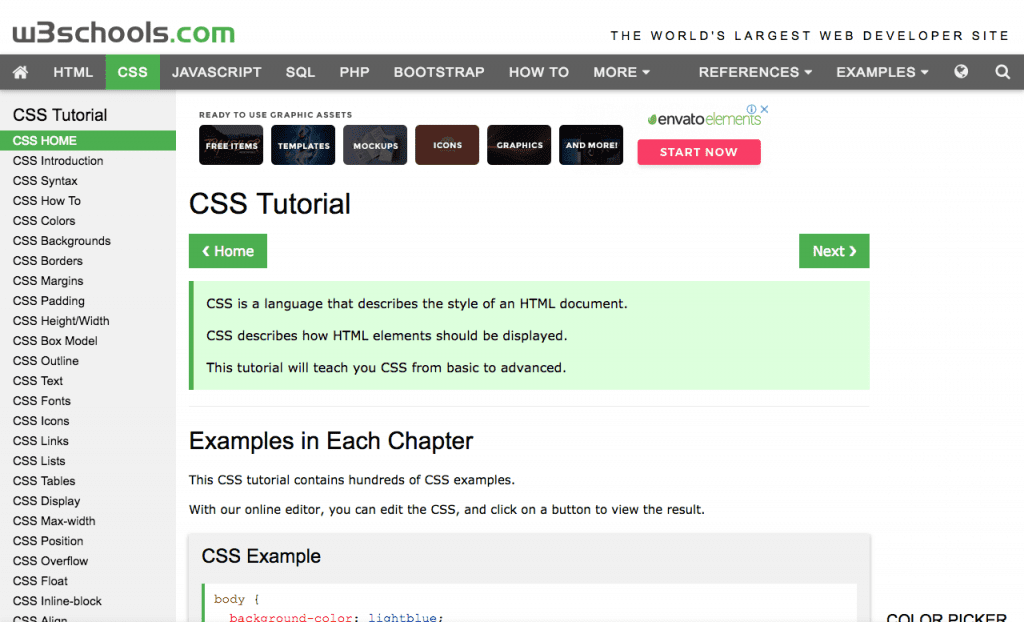 w3schools.com
THE WORLD'S LARGEST WEB DEVELOPER SITE
HTML CSS JAVASCRIPT SQL PHP BOOTSTRAP HOW TO MORE REFERENCES EXAMPLES
CSS Tutorial
CSS HOME
CSS Introduction
CSS Syntax
CSS How To
CSS Colors
CSS Backgrounds
CSS Borders
CSS Margins
CSS Padding
CSS Height/Width
CSS Box Model
CSS Outline
CSS Text
CSS Fonts
CSS Icons
CSS Links
CSS Lists
CSS Tables
CSS Display
CSS Max-width
CSS Position
CSS Overflow
CSS Float
CSS Inline-block
CSS Align
READY TO USE GRAPHIC ASSETS
FREE ITEMS TEMPLATES MOCKUPS ICONS GRAPHICS AND MORE!
envatoelements
START NOW
CSS Tutorial
❮ Home Next ❯
CSS is a language that describes the style of an HTML document.
CSS describes how HTML elements should be displayed.
This tutorial will teach you CSS from basic to advanced.
Examples in Each Chapter
This CSS tutorial contains hundreds of CSS examples.
With our online editor, you can edit the CSS, and click on a button to view the result.
CSS Example
body {
background-color: lightblue;
COLOR PICKER